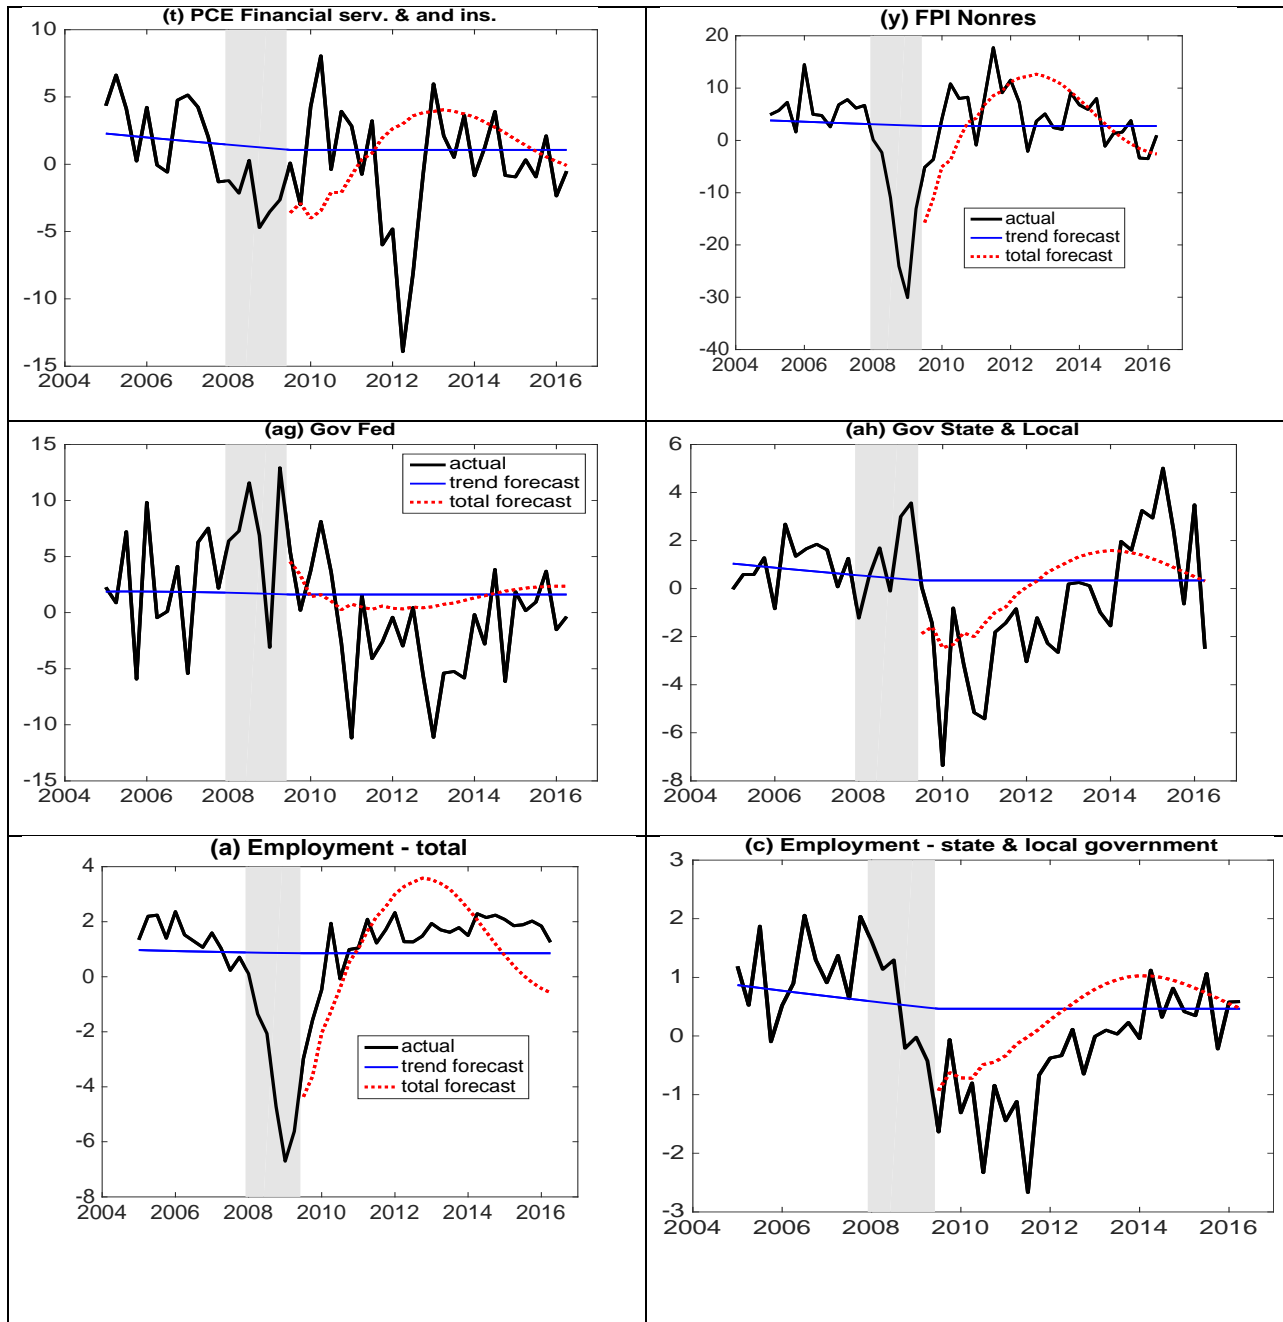 (t) PCE Financial serv. & and ins.
10
5
0
-5
-10
-15
2004 2006 2008 2010 2012 2014 2016
(y) FPI Nonres
20
10
0
-10
-20
-30
-40
actual
trend forecast
total forecast
2004 2006 2008 2010 2012 2014 2016
(ag) Gov Fed
15
10
5
0
-5
-10
-15
actual
trend forecast
total forecast
2004 2006 2008 2010 2012 2014 2016
(ah) Gov State & Local
6
4
2
0
-2
-4
-6
-8
2004 2006 2008 2010 2012 2014 2016
(a) Employment - total
4
2
0
-2
-4
-6
-8
actual
trend forecast
total forecast
2004 2006 2008 2010 2012 2014 2016
(c) Employment - state & local government
3
2
1
0
-1
-2
-3
2004 2006 2008 2010 2012 2014 2016